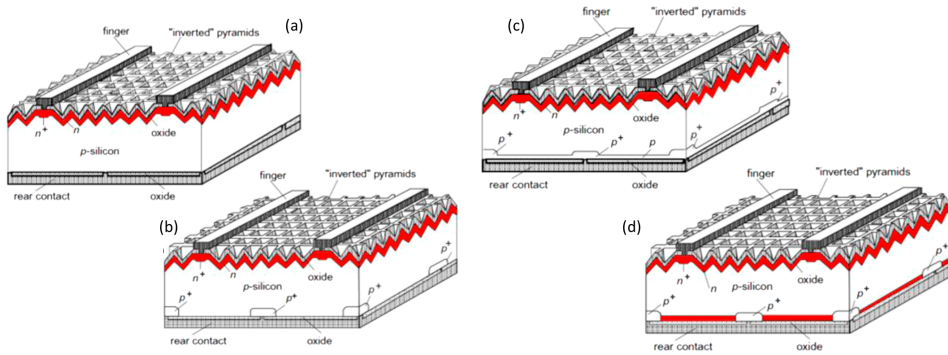 (a)
finger
"inverted" pyramids
n+
n
oxide
p-silicon
rear contact
oxide
(c)
finger
"inverted" pyramids
n+
n
oxide
p+
p+
p-silicon
p+
p+
p
rear contact
oxide
(b)
finger
"inverted" pyramids
n+
n
oxide
p+
p-silicon
p+
p+
p+
rear contact
oxide
(d)
finger
"inverted" pyramids
n+
n
oxide
p+
p-silicon
p+
p+
p+
rear contact
oxide